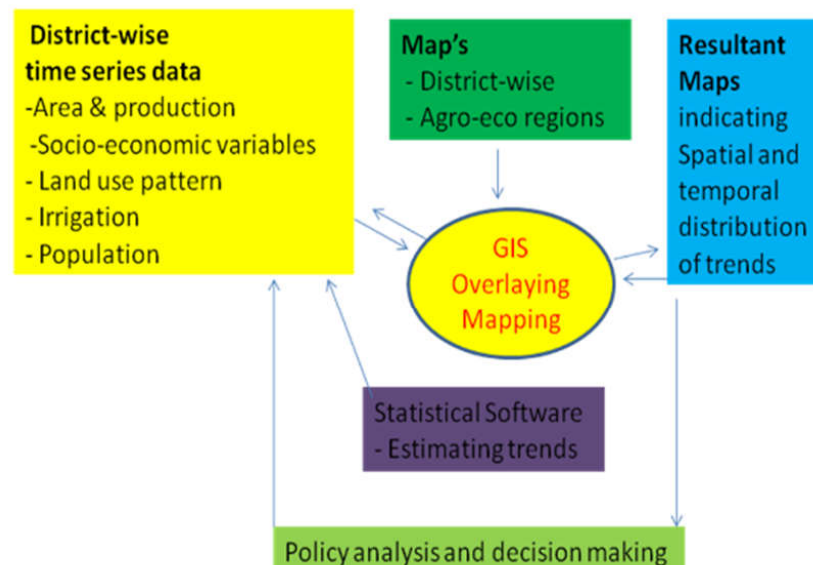 District-wise
time series data
-Area & production
-Socio-economic variables
- Land use pattern
- Irrigation
- Population
Map's
- District-wise
- Agro-eco regions
Resultant
Maps
indicating
Spatial and
temporal
distribution
of trends
GIS
Overlaying
Mapping
Statistical Software
- Estimating trends
Policy analysis and decision making